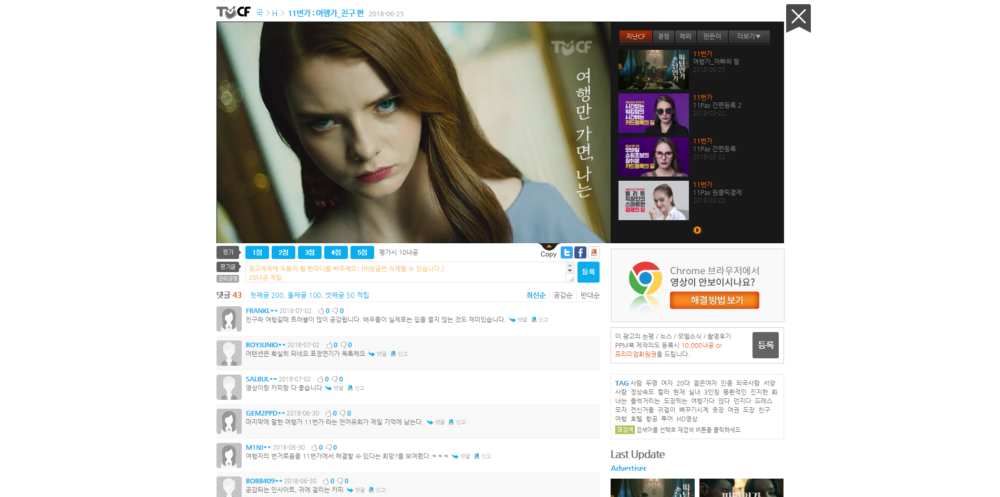 TVCF 국 > H > 11번가 : 여행가_친구 편 2018-06-25
TVCF
여행만 가면, 나는
지난CF 경쟁 해외 만든이 더보기▼
따님인가
손님인가
11번가
여행가_아빠와 딸
2018-06-25
시간없는
워킹맘의
시간버는
카드등록의 길
11번가
11Pay 간편등록 2
2018-03-22
모바일
쇼핑초보의
참쉬운
카드등록의 길
11번가
11Pay 간편등록
2018-03-22
엘리트
직장인의
스마트한
결제의 길
11번가
11Pay 원클릭결제
2018-03-22
평가 1점 2점 3점 4점 5점 평가시 10내공
Copy
평가글
관리규정
광고제작에 도움이 될 한마디를 써주세요! [비방글은 삭제될 수 있습니다.]
20내공 적립
등록
댓글 43 첫째글 200, 둘째글 100, 셋째글 50 적립
최신순 공감순 반대순
FRANKL** 2018-07-02 0 0
친구와 여행갈때 트러블이 많이 공감됩니다. 배우들이 실제로는 입을 열지 않는 것도 재미있습니다. 댓글 신고
ROYJUNIO** 2018-07-02 0 0
어텐션은 확실히 되네요 표정연기가 독특해요 댓글 신고
SALBUL** 2018-07-02 0 0
영상이랑 카피랑 다 좋습니다 댓글 신고
GEM2PPD** 2018-06-30 0 0
마지막에 말한 여행가 11번가 라는 언어유희가 제일 기억에 남는다. 댓글 신고
M1NJ** 2018-06-30 0 0
여행자의 번거로움을 11번가에서 해결할 수 있다는 희망?을 보여줬다.ㅋㅋㅋ 댓글 신고
BOB8409** 2018-06-30 0 0
공감되는 인사이트, 귀에 걸리는 카피 댓글 신고
Chrome 브라우저에서
영상이 안보이시나요?
해결 방법 보기
이 광고의 논평 / 뉴스 / 모델소식 / 촬영후기
PPM북 제작의도 등록시 10,000내공 or
프리미엄회원권을 드립니다.
등록
TAG 사람 두명 여자 20대 젊은여자 인종 외국사람 서양
사람 정상속도 컬러 현재 실내 3인칭 몽환적인 진지한 화
내는 들썩거리는 도장찍는 여행가다 앉다 던지다 드레스
모자 전신거울 귀걸이 뻐꾸기시계 옷장 여권 도장 친구
여행 호텔 항공 투어 HD영상
재검색 검색어를 선택후 재검색 버튼을 클릭하세요
Last Update
Advertiser